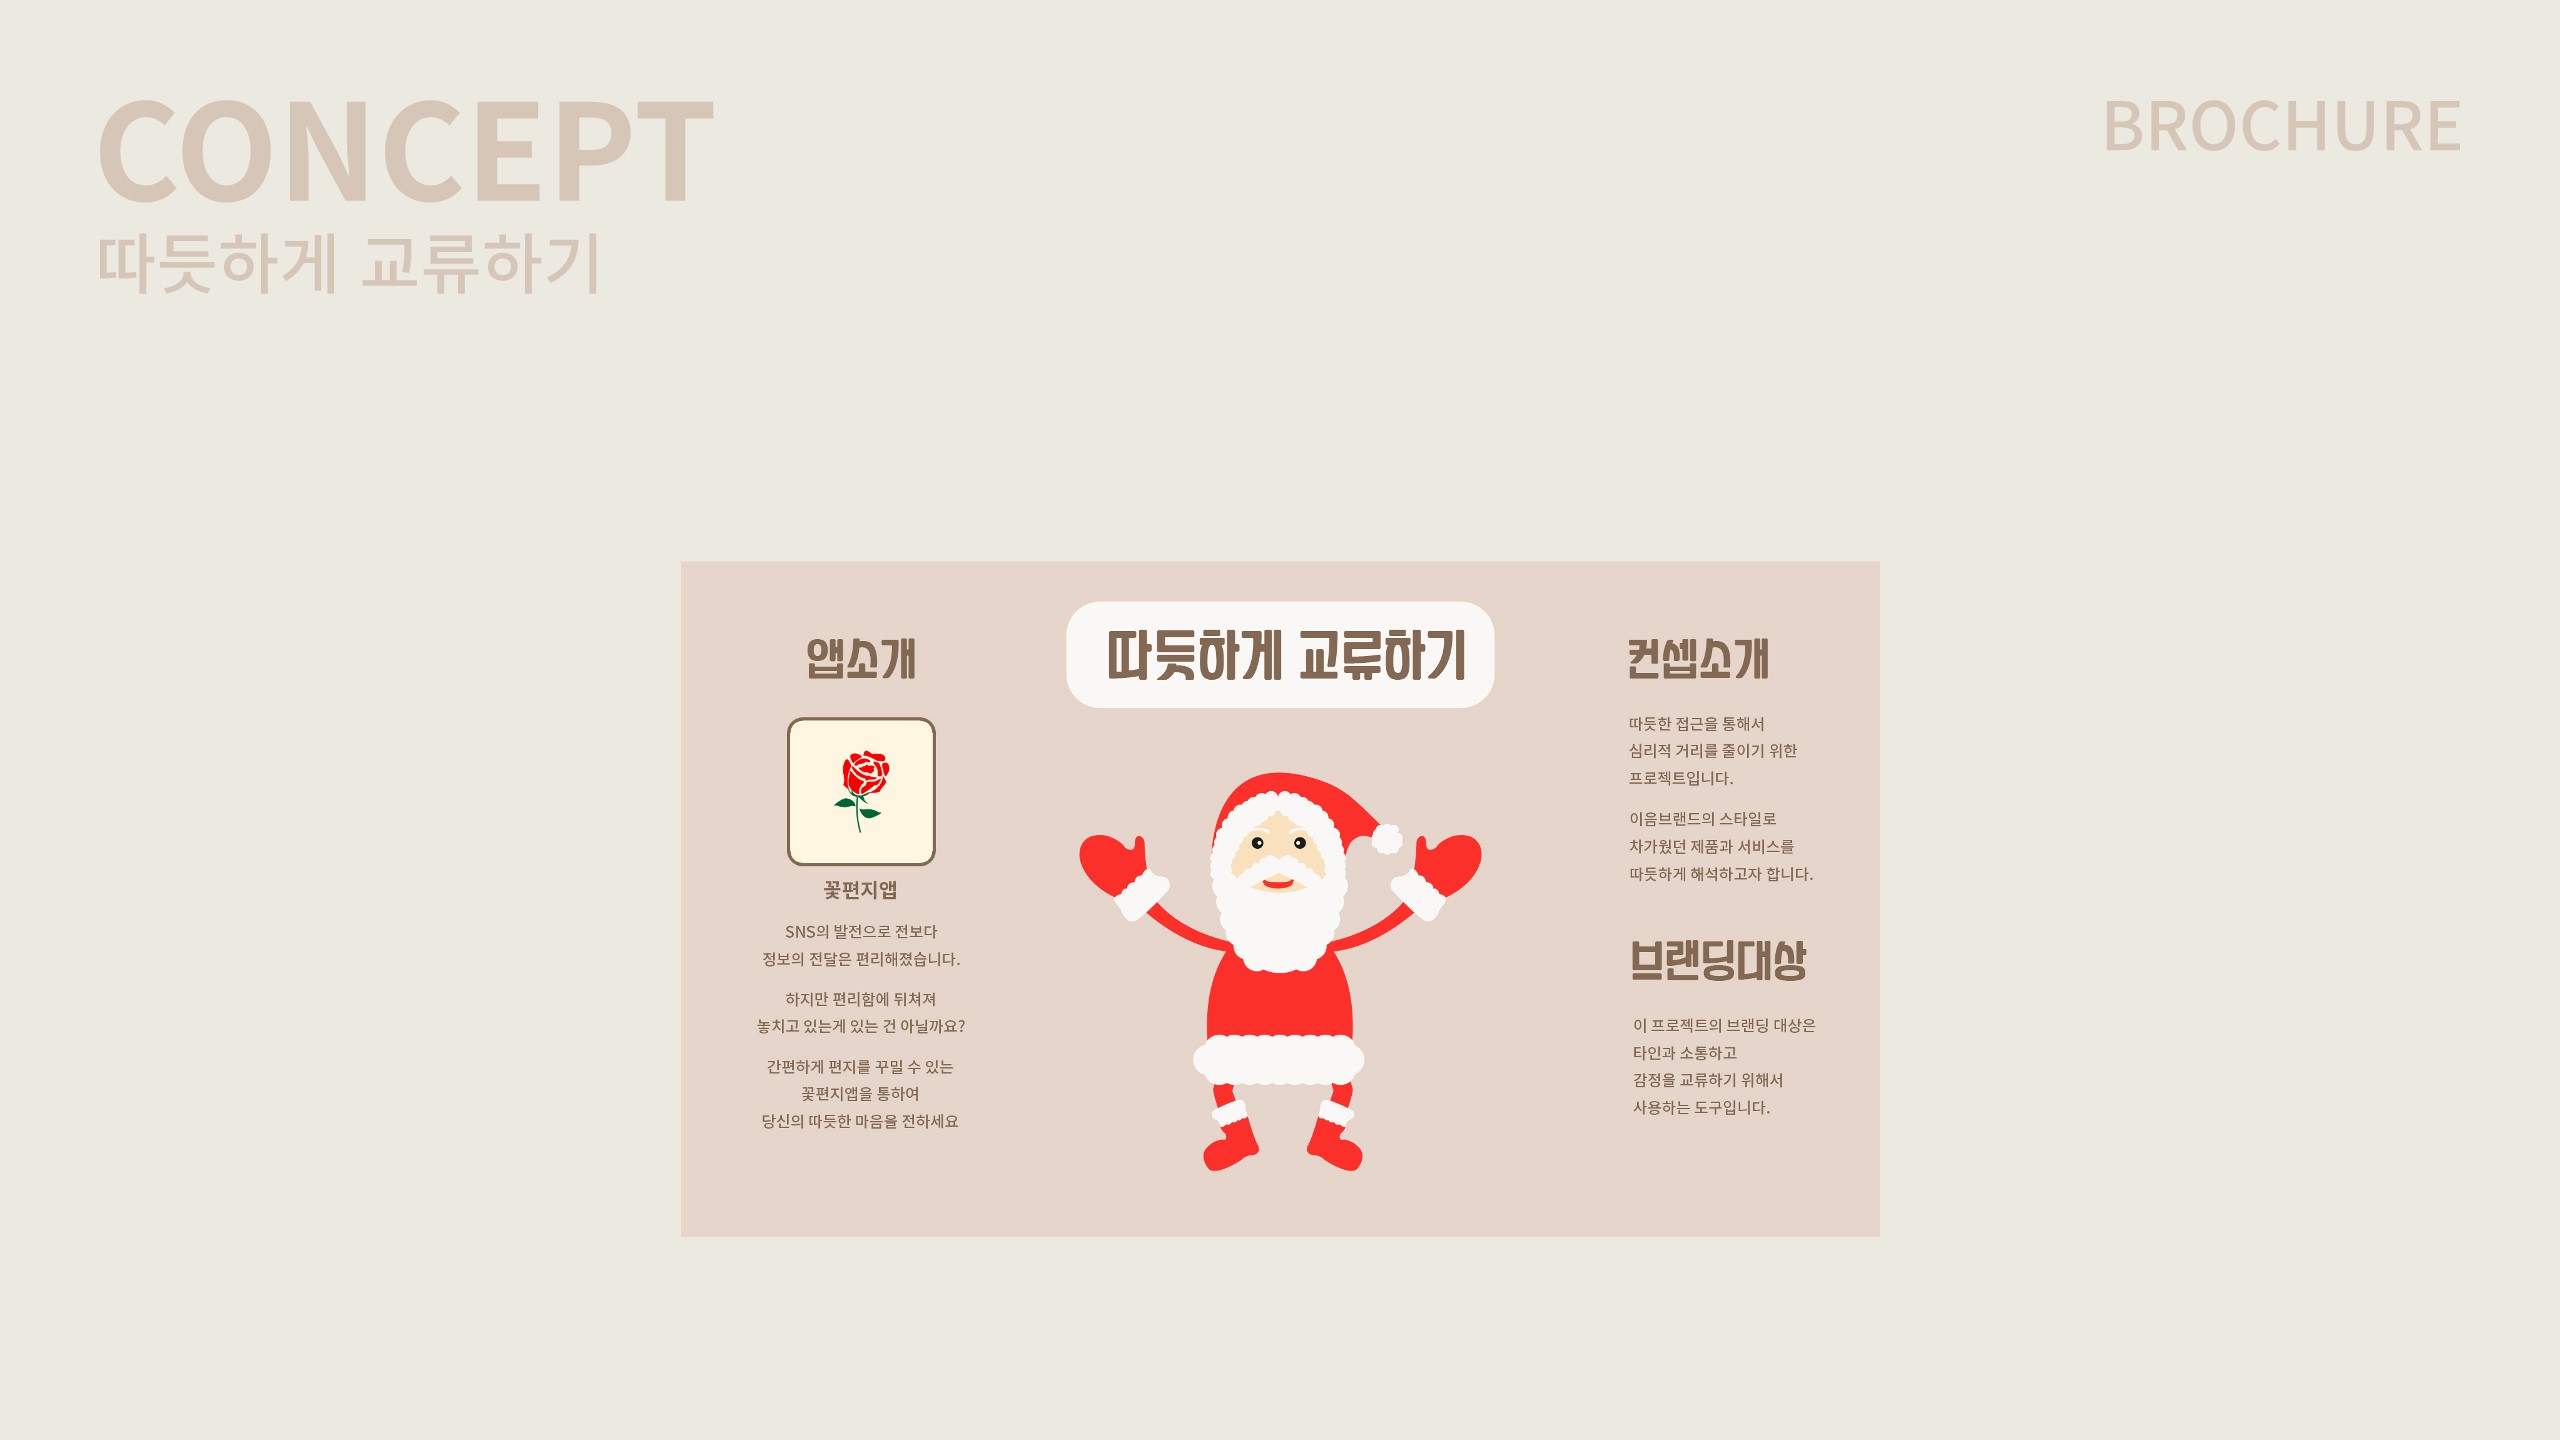 CONCEPT
따듯하게 교류하기
BROCHURE
앱소개
꽃편지앱
SNS의 발전으로 전보다
정보의 전달은 편리해졌습니다.
하지만 편리함에 뒤쳐져
놓치고 있는게 있는 건 아닐까요?
간편하게 편지를 꾸밀 수 있는
꽃편지앱을 통하여
당신의 따듯한 마음을 전하세요
따듯하게 교류하기
컨셉소개
따듯한 접근을 통해서
심리적 거리를 줄이기 위한
프로젝트입니다.
이음브랜드의 스타일로
차가웠던 제품과 서비스를
따듯하게 해석하고자 합니다.
브랜딩대상
이 프로젝트의 브랜딩 대상은
타인과 소통하고
감정을 교류하기 위해서
사용하는 도구입니다.